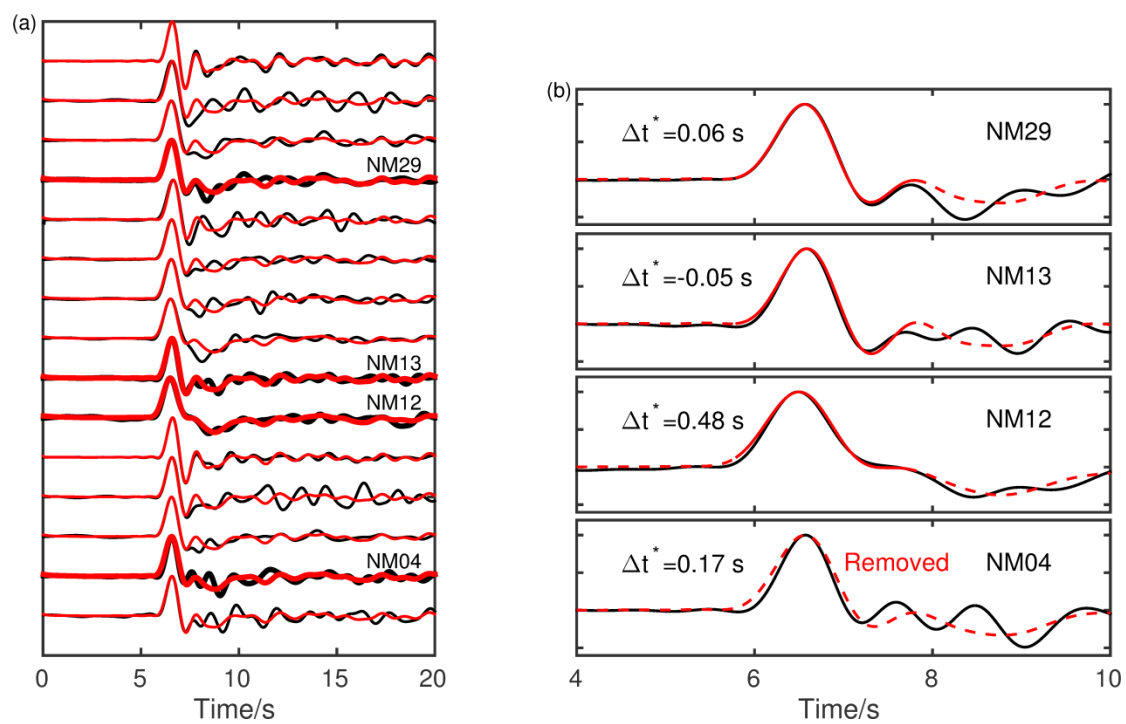 (a)
NM29
NM13
NM12
NM04
0 5 10 15 20
Time/s
(b)
Δt*=0.06 s NM29
Δt*=-0.05 s NM13
Δt*=0.48 s NM12
Δt*=0.17 s Removed NM04
4 6 8 10
Time/s